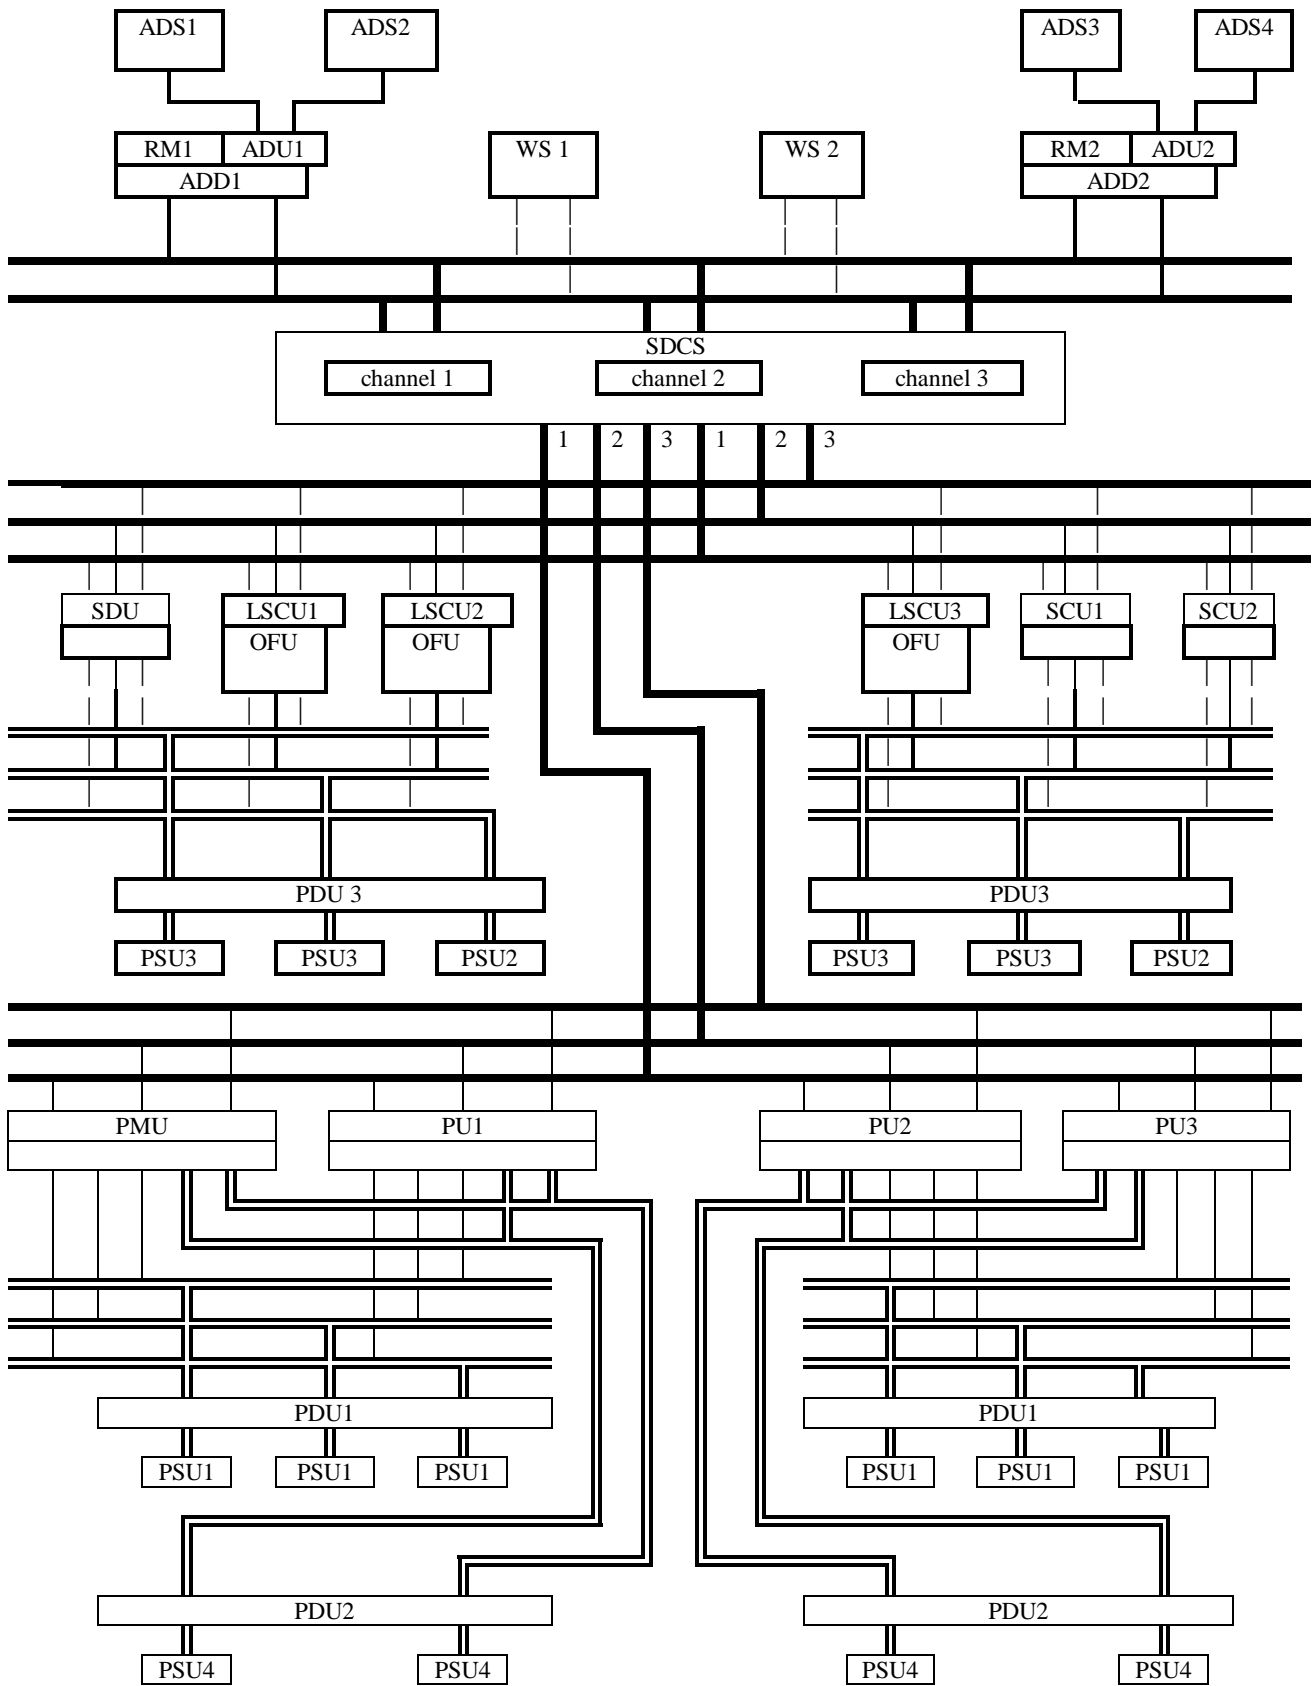 ADS1 ADS2 ADS3 ADS4
RM1 ADU1 WS 1 WS 2 RM2 ADU2
ADD1 ADD2
SDCS
channel 1 channel 2 channel 3
1 2 3 1 2 3
SDU LSCU1 LSCU2 LSCU3 SCU1 SCU2
OFU OFU OFU
PDU 3 PDU3
PSU3 PSU3 PSU2 PSU3 PSU3 PSU2
PMU PU1 PU2 PU3
PDU1 PDU1
PSU1 PSU1 PSU1 PSU1 PSU1 PSU1
PDU2 PDU2
PSU4 PSU4 PSU4 PSU4